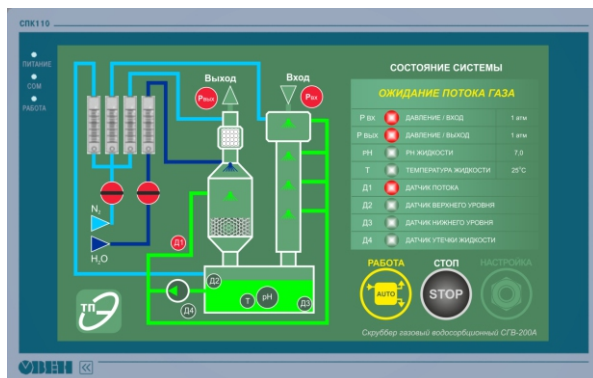 СПК110
ПИТАНИЕ
COM
РАБОТА
Выход
Вход
Pвых
Pвх
N₂
H₂O
Д1
Д2
Д4
T
pH
Д3
ТПЭ
СОСТОЯНИЕ СИСТЕМЫ
ОЖИДАНИЕ ПОТОКА ГАЗА
P вх ДАВЛЕНИЕ / ВХОД 1 атм
P вых ДАВЛЕНИЕ / ВЫХОД 1 атм
pH PH ЖИДКОСТИ 7,0
T ТЕМПЕРАТУРА ЖИДКОСТИ 25°C
Д1 ДАТЧИК ПОТОКА
Д2 ДАТЧИК ВЕРХНЕГО УРОВНЯ
Д3 ДАТЧИК НИЖНЕГО УРОВНЯ
Д4 ДАТЧИК УТЕЧКИ ЖИДКОСТИ
РАБОТА СТОП НАСТРОЙКА
AUTO STOP
Скруббер газовый водосорбционный СГВ-200А
ОВЕН